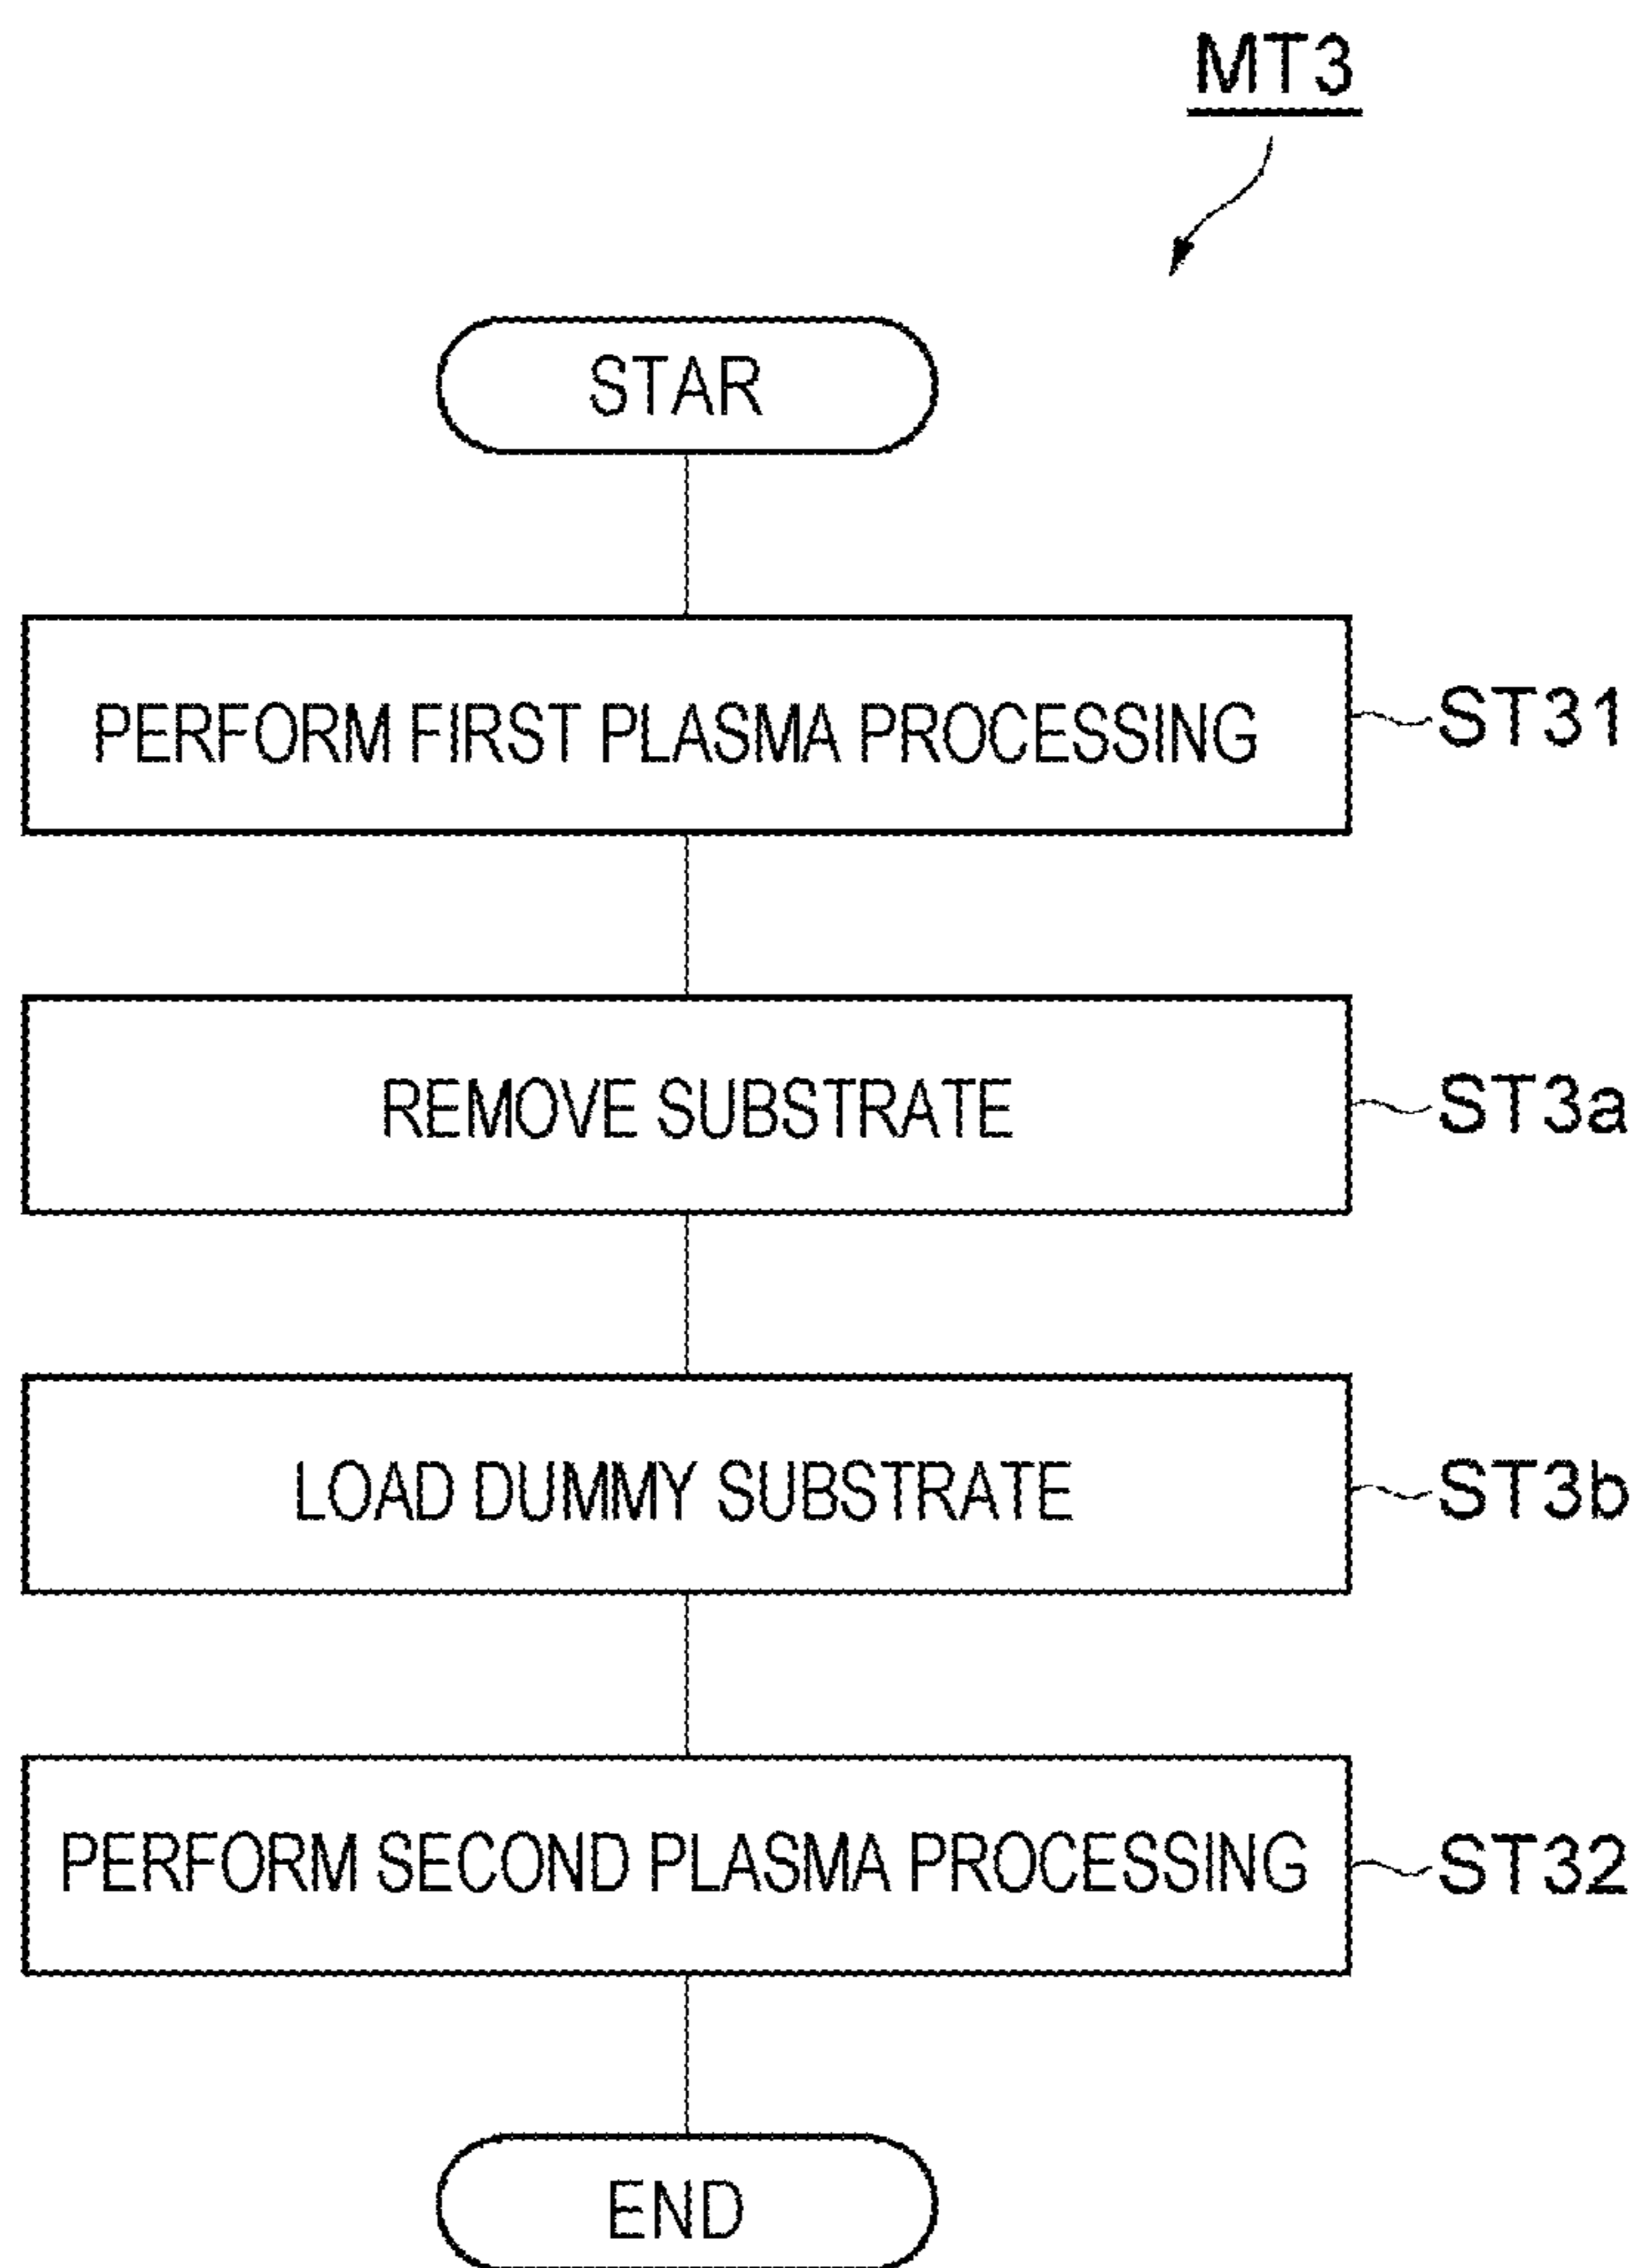 MT3
STAR
PERFORM FIRST PLASMA PROCESSING
ST31
REMOVE SUBSTRATE
ST3a
LOAD DUMMY SUBSTRATE
ST3b
PERFORM SECOND PLASMA PROCESSING
ST32
END